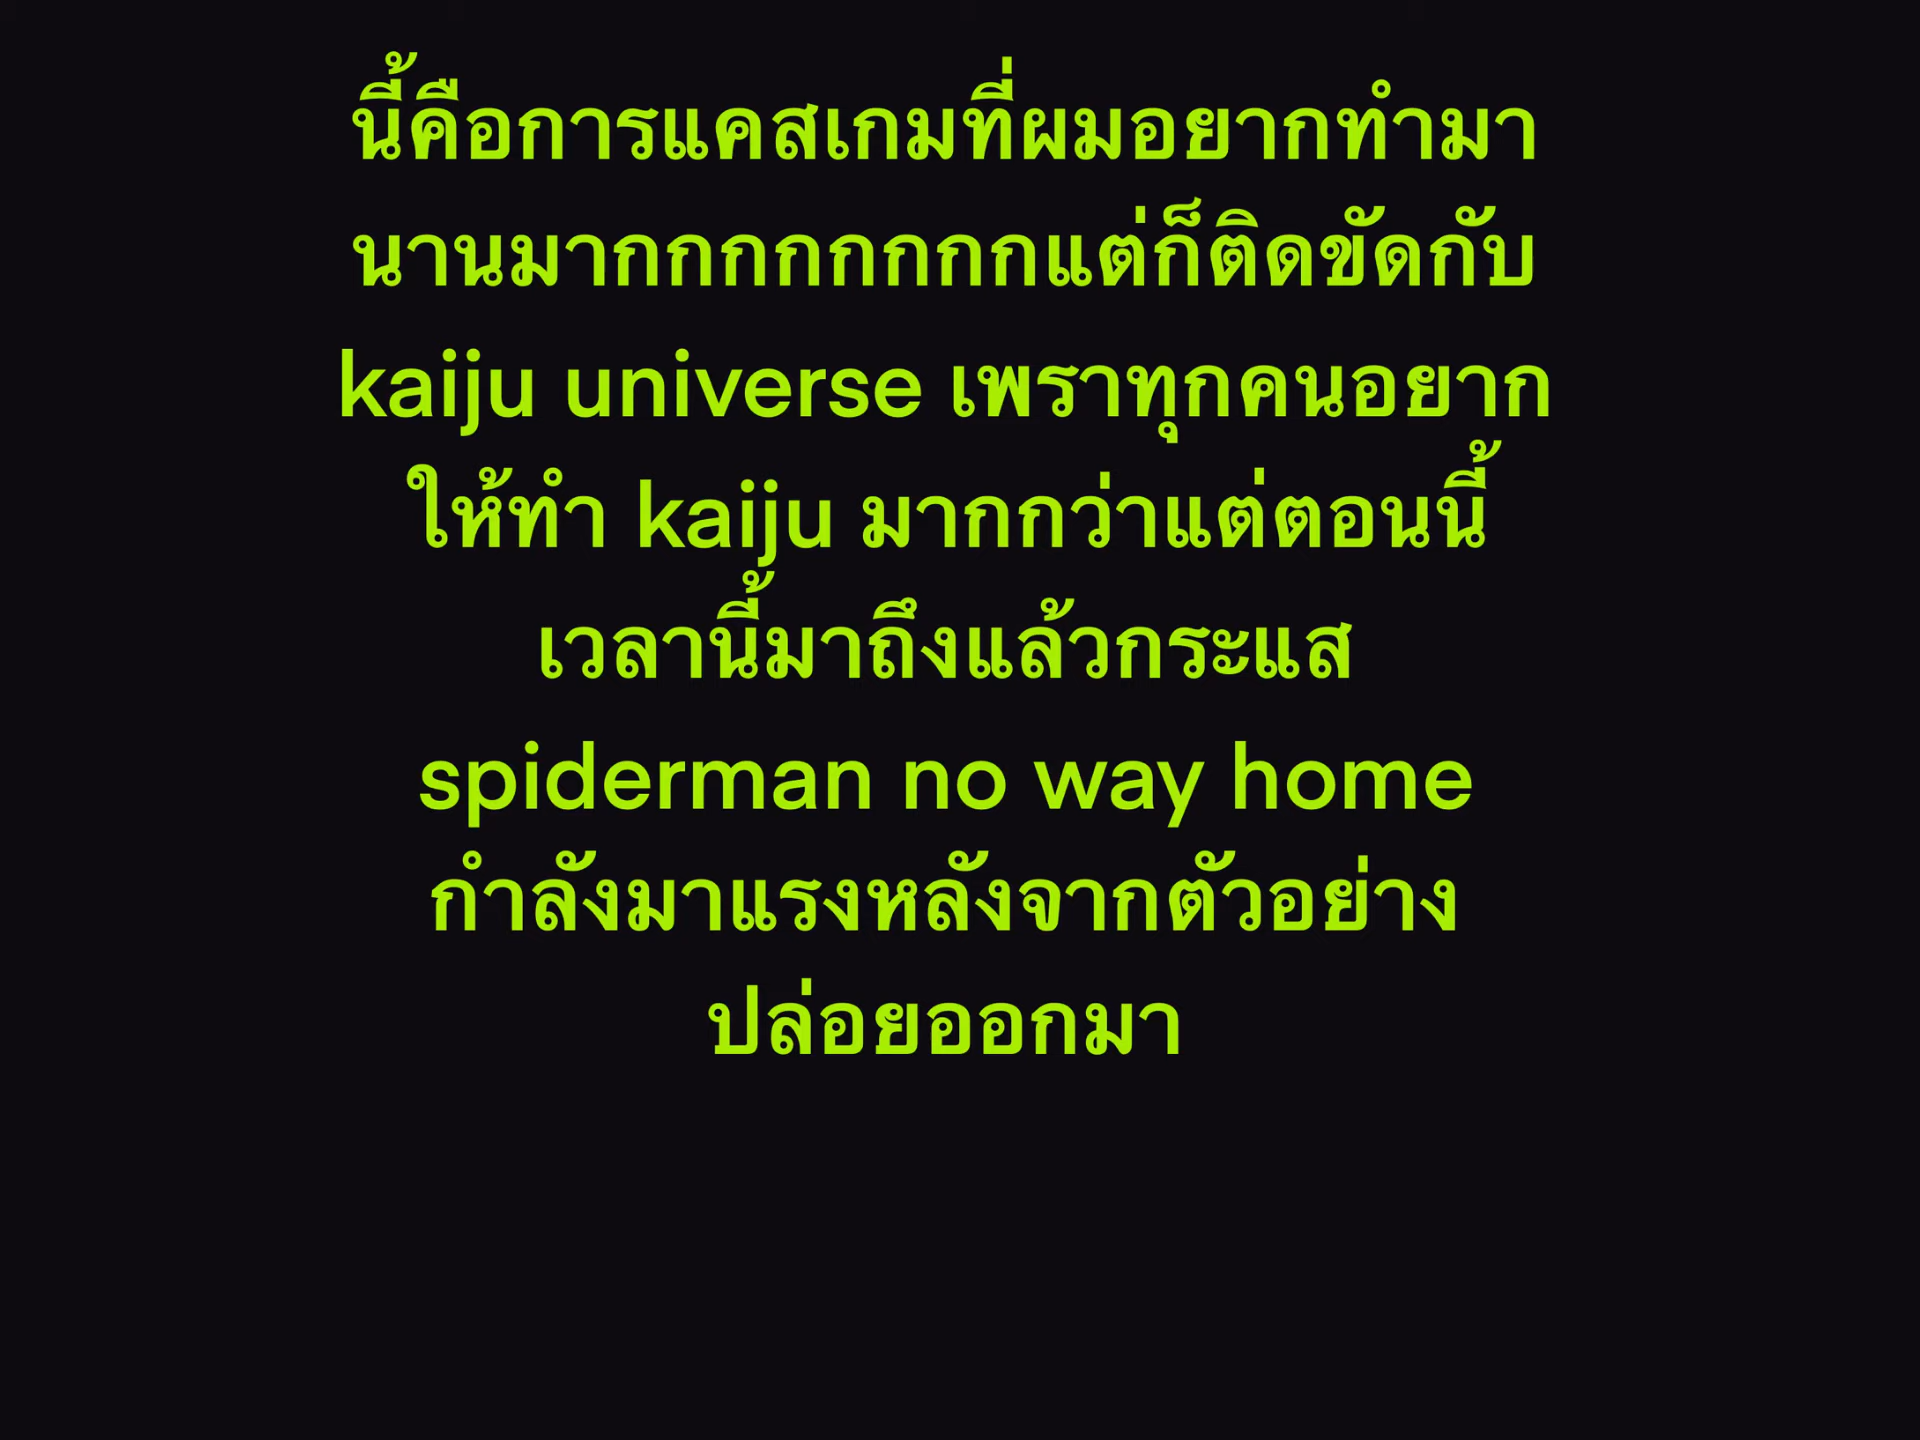 นี้คือการแคสเกมที่ผมอยากทำมา
นานมากกกกกกกกแต่ก็ติดขัดกับ
kaiju universe เพราทุกคนอยาก
ให้ทำ kaiju มากกว่าแต่ตอนนี้
เวลานี้มาถึงแล้วกระแส
spiderman no way home
กำลังมาแรงหลังจากตัวอย่าง
ปล่อยออกมา